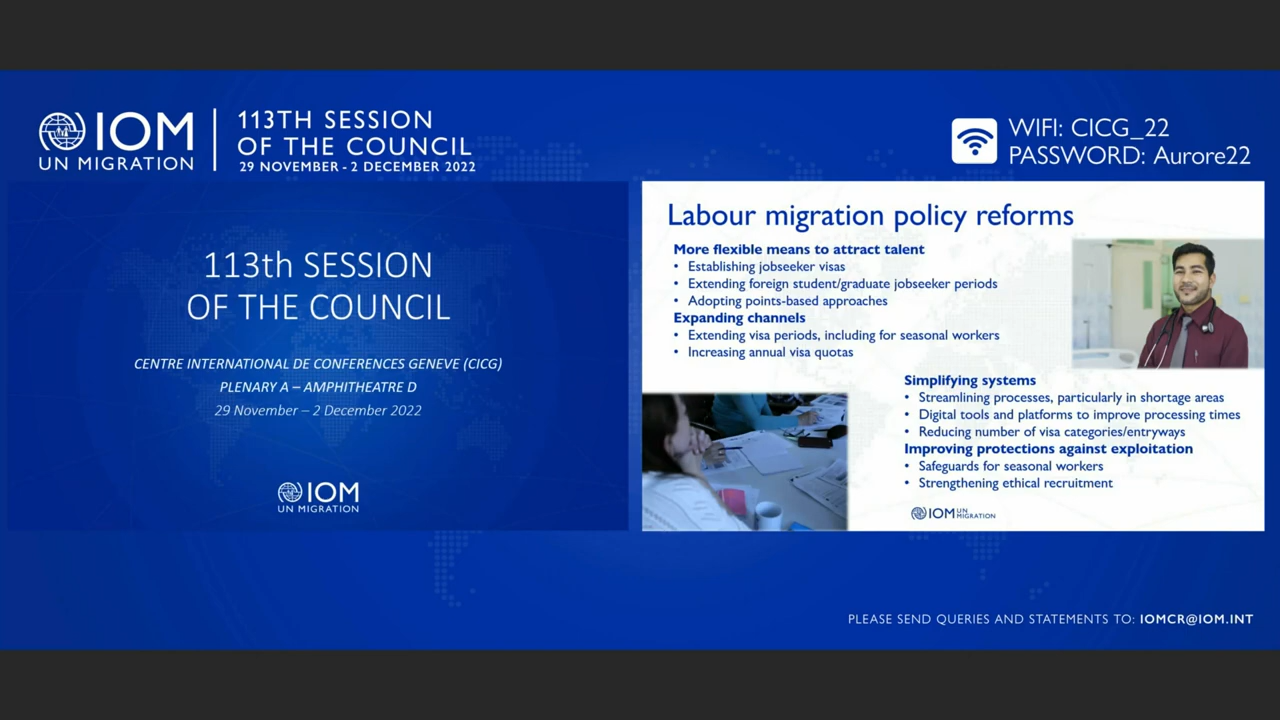 IOM
UN MIGRATION
113TH SESSION
OF THE COUNCIL
29 NOVEMBER - 2 DECEMBER 2022
WIFI: CICG_22
PASSWORD: Aurore22
113th SESSION
OF THE COUNCIL
CENTRE INTERNATIONAL DE CONFERENCES GENEVE (CICG)
PLENARY A – AMPHITHEATRE D
29 November – 2 December 2022
IOM
UN MIGRATION
Labour migration policy reforms
More flexible means to attract talent
• Establishing jobseeker visas
• Extending foreign student/graduate jobseeker periods
• Adopting points-based approaches
Expanding channels
• Extending visa periods, including for seasonal workers
• Increasing annual visa quotas
Simplifying systems
• Streamlining processes, particularly in shortage areas
• Digital tools and platforms to improve processing times
• Reducing number of visa categories/entryways
Improving protections against exploitation
• Safeguards for seasonal workers
• Strengthening ethical recruitment
IOM UN MIGRATION
PLEASE SEND QUERIES AND STATEMENTS TO: IOMCR@IOM.INT